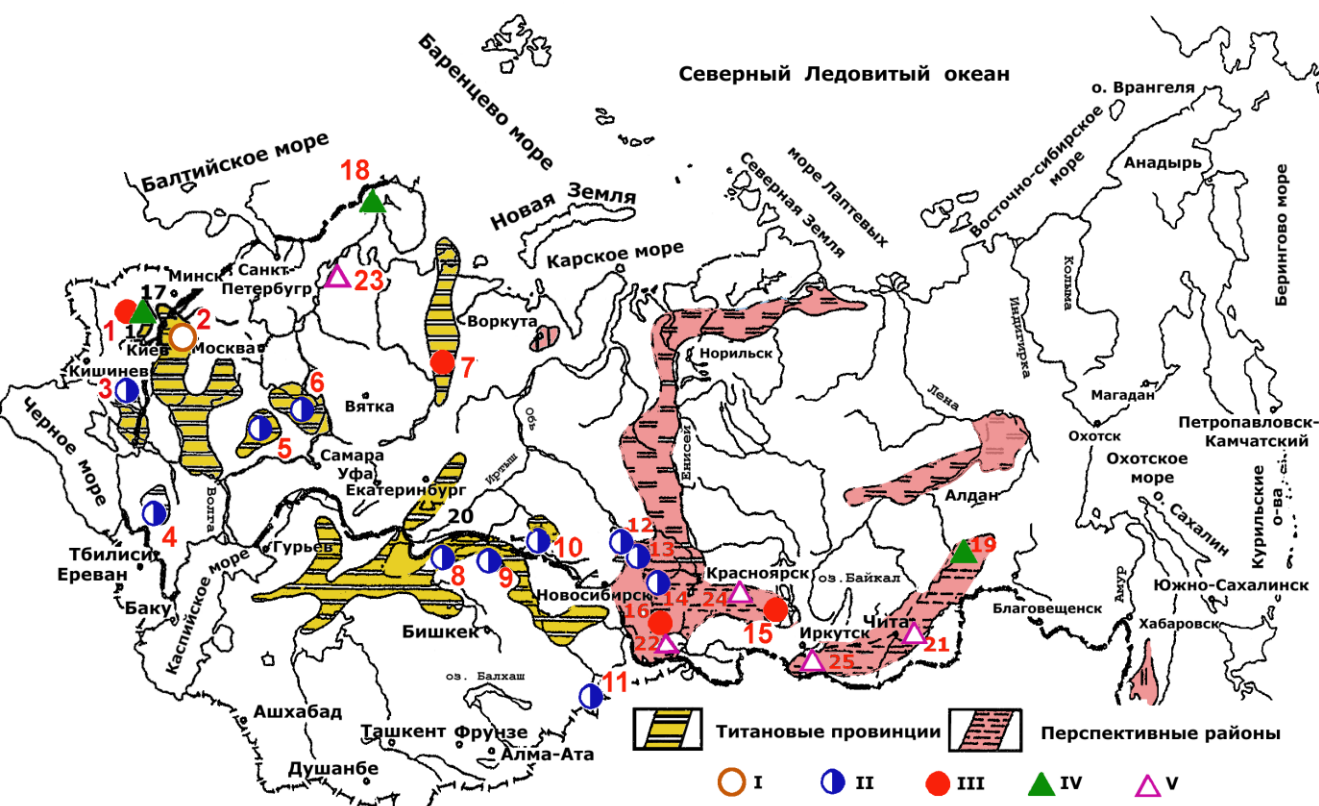 Северный Ледовитый океан
Баренцево море
о. Врангеля
Балтийское море
18
Новая Земля
Северная Земля
море Лаптевых
Восточно-сибирское
море
Анадырь
Берингово море
Карское море
Минск
Санкт-
Петербугр
23
17
1
2
Киев
Москва
Воркута
7
Норильск
Колыма
Индигирка
Кишинев
3
6
5
Вятка
Обь
Енисей
Лена
Магадан
Охотск
Петропавловск-
Камчатский
Черное море
Самара
Уфа
Екатеринбург
Иртыш
Волга
20
Алдан
Охотское
море
о. Сахалин
Курильские
о-ва
4
Тбилиси
Ереван
Баку
Каспийское море
Гурьев
8
9
10
12
13
14
Новосибирск
Красноярск
24
16
22
15
оз.Байкал
19
Иркутск
Чита
21
25
Благовещенск
Амур
Южно-Сахалинск
Хабаровск
Бишкек
оз. Балхаш
11
Ашхабад
Ташкент
Фрунзе
Алма-Ата
Душанбе
Титановые провинции
Перспективные районы
I
II
III
IV
V